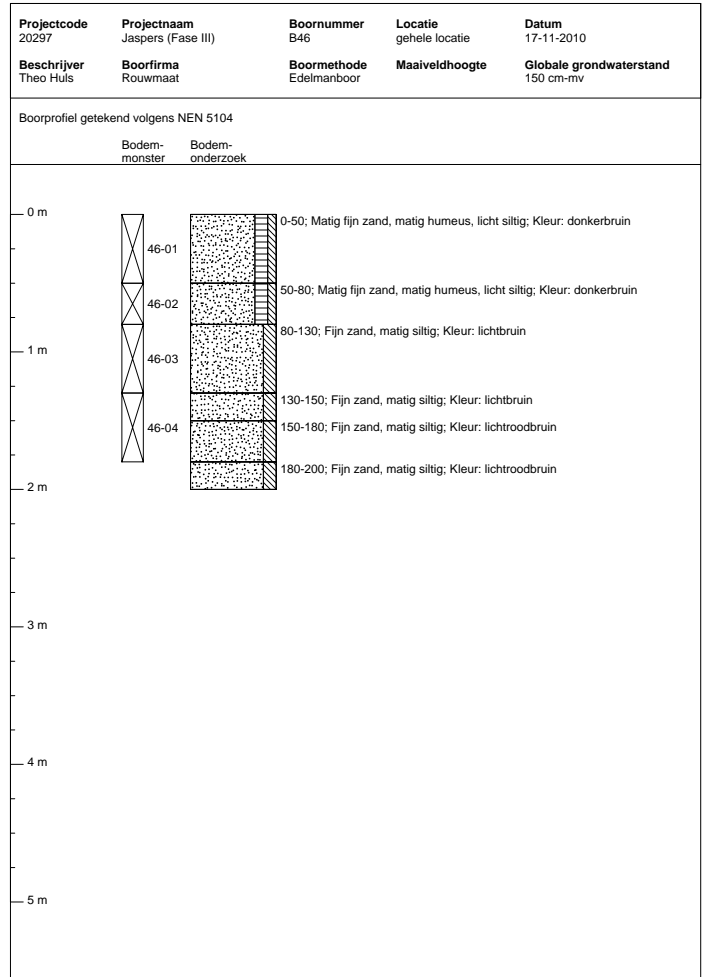 Projectcode Projectnaam Boornummer Locatie Datum
20297 Jaspers (Fase III) B46 gehele locatie 17-11-2010
Beschrijver Boorfirma Boormethode Maaiveldhoogte Globale grondwaterstand
Theo Huls Rouwmaat Edelmanboor 150 cm-mv
Boorprofiel getekend volgens NEN 5104
Bodem- Bodem-
monster onderzoek
0 m
0-50; Matig fijn zand, matig humeus, licht siltig; Kleur: donkerbruin
46-01
50-80; Matig fijn zand, matig humeus, licht siltig; Kleur: donkerbruin
46-02
80-130; Fijn zand, matig siltig; Kleur: lichtbruin
1 m
46-03
130-150; Fijn zand, matig siltig; Kleur: lichtbruin
46-04
150-180; Fijn zand, matig siltig; Kleur: lichtroodbruin
180-200; Fijn zand, matig siltig; Kleur: lichtroodbruin
2 m
3 m
4 m
5 m